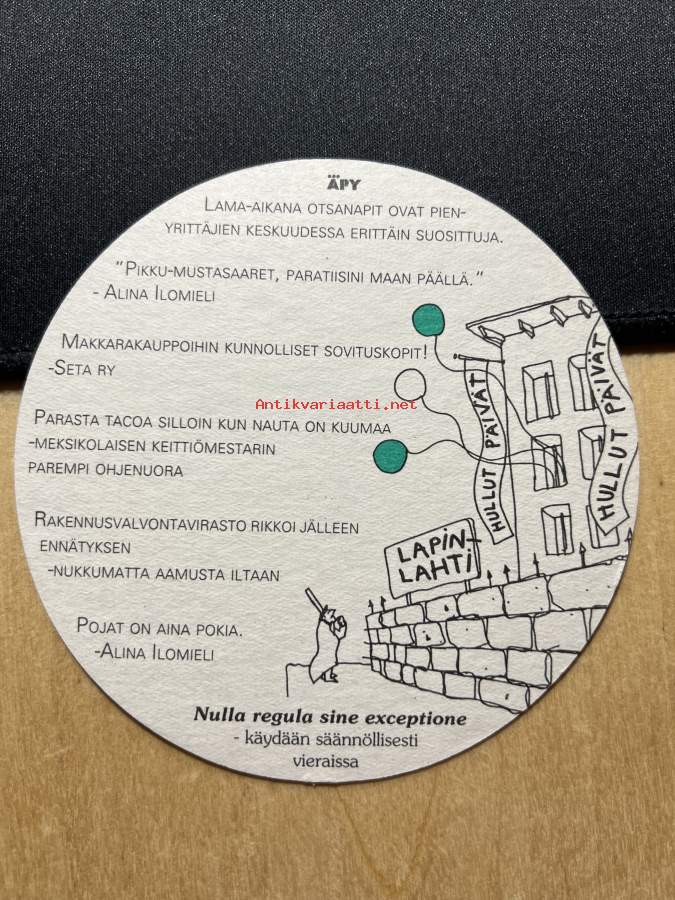 ÄPY
LAMA-AIKANA OTSANAPIT OVAT PIEN-
YRITTÄJIEN KESKUUDESSA ERITTÄIN SUOSITTUJA.
"PIKKU-MUSTASAARET, PARATIISINI MAAN PÄÄLLÄ."
- ALINA ILOMIELI
MAKKARAKAUPPOIHIN KUNNOLLISET SOVITUSKOPIT!
-SETA RY
Antikvariaatti.net
PARASTA TACOA SILLOIN KUN NAUTA ON KUUMAA
-MEKSIKOLAISEN KEITTIÖMESTARIN
PAREMPI OHJENUORA
HULLUT PÄIVÄT
HULLUT PÄIVÄT
RAKENNUSVALVONTAVIRASTO RIKKOI JÄLLEEN
ENNÄTYKSEN
-NUKKUMATTA AAMUSTA ILTAAN
LAPIN-
LAHTI
POJAT ON AINA POKIA.
-ALINA ILOMIELI
Nulla regula sine exceptione
- käydään säännöllisesti
vieraissa